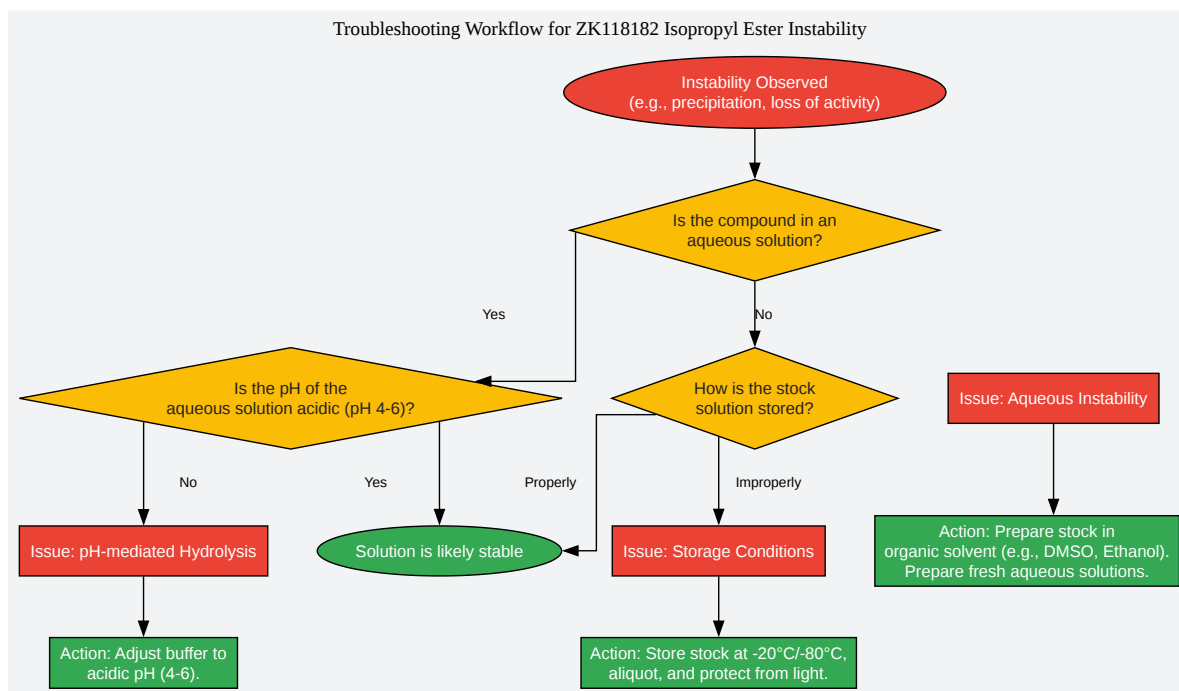 Troubleshooting Workflow for ZK118182 Isopropyl Ester Instability
Instability Observed
(e.g., precipitation, loss of activity)
Is the compound in an
aqueous solution?
Yes
No
Is the pH of the
aqueous solution acidic (pH 4-6)?
How is the stock
solution stored?
Issue: Aqueous Instability
No
Yes
Properly
Improperly
Issue: pH-mediated Hydrolysis
Solution is likely stable
Issue: Storage Conditions
Action: Prepare stock in
organic solvent (e.g., DMSO, Ethanol).
Prepare fresh aqueous solutions.
Action: Adjust buffer to
acidic pH (4-6).
Action: Store stock at -20°C/-80°C,
aliquot, and protect from light.